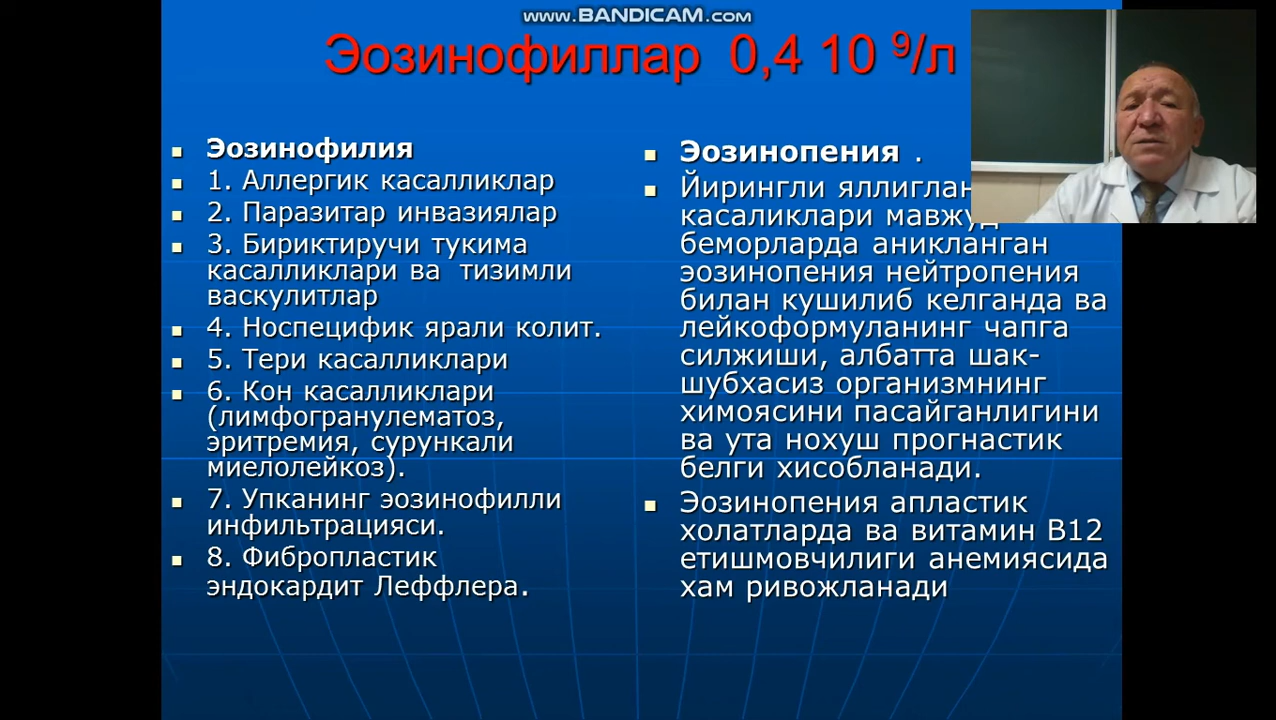 www.BANDICAM.com
Эозинофиллар 0,4 10 9/л
Эозинофилия
1. Аллергик касалликлар
2. Паразитар инвазиялар
3. Бириктиручи тукима
касалликлари ва тизимли
васкулитлар
4. Носпецифик ярали колит.
5. Тери касалликлари
6. Кон касалликлари
(лимфогранулематоз,
эритремия, сурункали
миелолейкоз).
7. Упканинг эозинофилли
инфильтрацияси.
8. Фибропластик
эндокардит Леффлера.
Эозинопения .
Йирингли
касаликлари мавжуд
беморларда аникланган
эозинопения нейтропения
билан кушилиб келганда ва
лейкоформуланинг чапга
силжиши, албатта шак-
шубхасиз организмнинг
химоясини пасайганлигини
ва ута нохуш прогнастик
белги хисобланади.
Эозинопения апластик
холатларда ва витамин В12
етишмовчилиги анемиясида
хам ривожланади